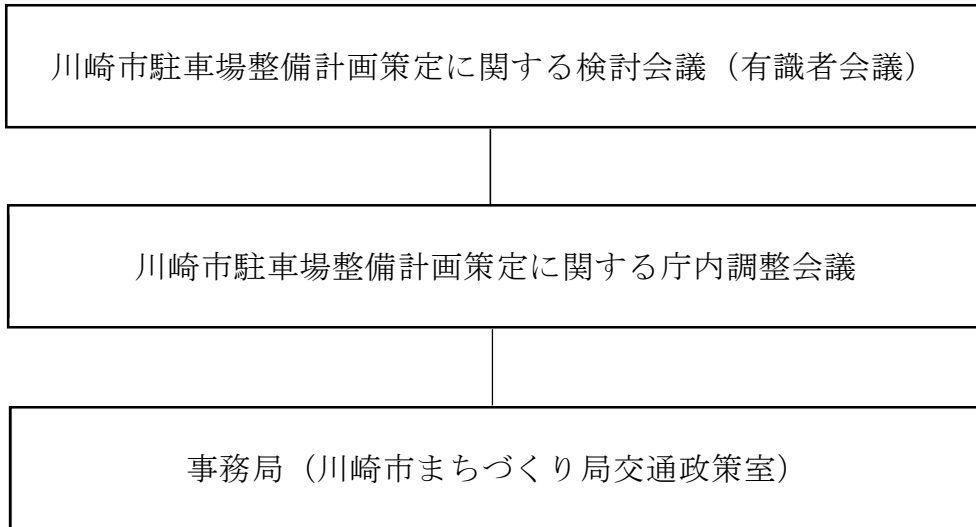 川崎市駐車場整備計画策定に関する検討会議（有識者会議）
川崎市駐車場整備計画策定に関する庁内調整会議
事務局（川崎市まちづくり局交通政策室）